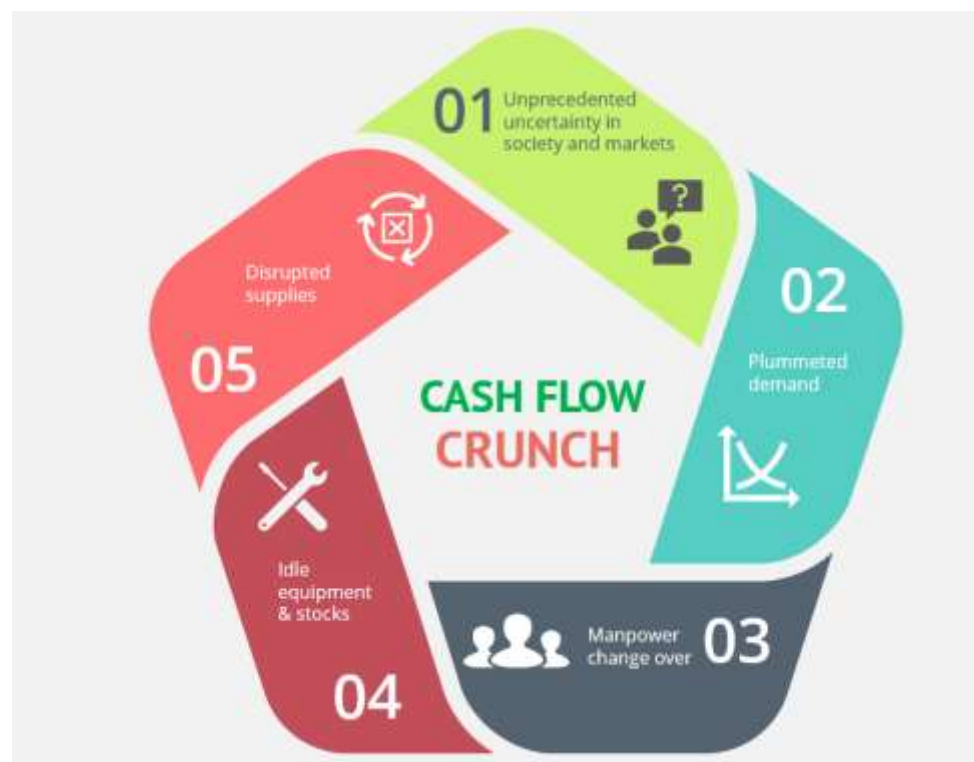 01
Unprecedented
uncertainty in
society and markets
?
02
Plummeted
demand
03
Manpower
change over
04
Idle
equipment
& stocks
05
Disrupted
supplies
CASH FLOW
CRUNCH